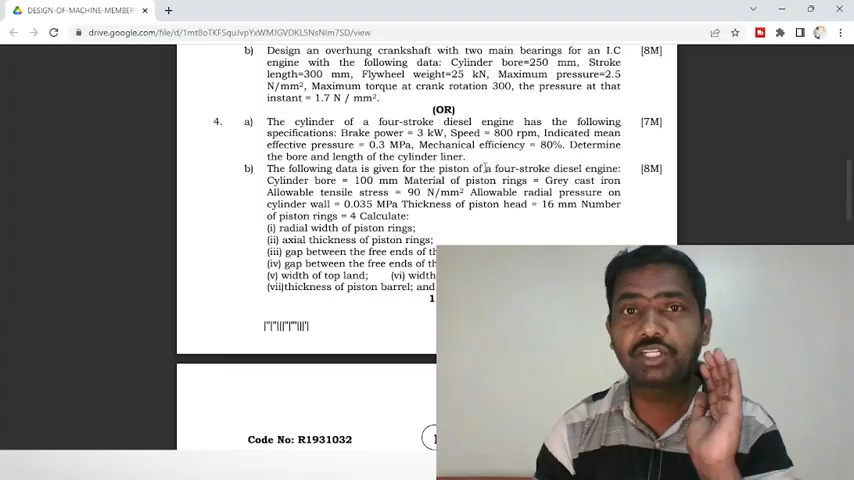 DESIGN-OF-MACHINE-MEMBER
drive.google.com/file/d/1mt8oTKFSquJvpYxWMJGVDKL5NsNlm7SD/view
b) Design an overhung crankshaft with two main bearings for an I.C [8M]
engine with the following data: Cylinder bore=250 mm, Stroke
length=300 mm, Flywheel weight=25 kN, Maximum pressure=2.5
N/mm², Maximum torque at crank rotation 300, the pressure at that
instant = 1.7 N / mm².
(OR)
4. a) The cylinder of a four-stroke diesel engine has the following [7M]
specifications: Brake power = 3 kW, Speed = 800 rpm, Indicated mean
effective pressure = 0.3 MPa, Mechanical efficiency = 80%. Determine
the bore and length of the cylinder liner.
b) The following data is given for the piston of a four-stroke diesel engine: [8M]
Cylinder bore = 100 mm Material of piston rings = Grey cast iron
Allowable tensile stress = 90 N/mm² Allowable radial pressure on
cylinder wall = 0.035 MPa Thickness of piston head = 16 mm Number
of piston rings = 4 Calculate:
(i) radial width of piston rings;
(ii) axial thickness of piston rings;
(iii) gap between the free ends of th
(iv) gap between the free ends of the
(v) width of top land; (vi) width
(vii)thickness of piston barrel; and
1
Code No: R1931032